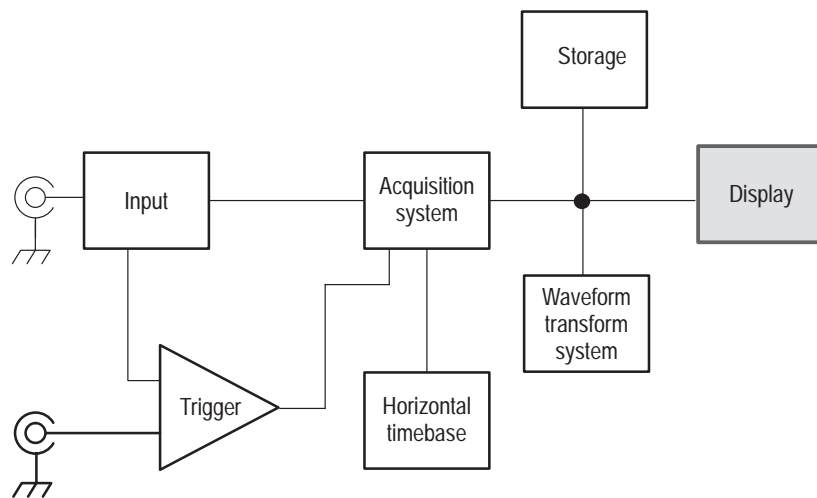 Storage
Input
Acquisition
system
Display
Waveform
transform
system
Trigger
Horizontal
timebase